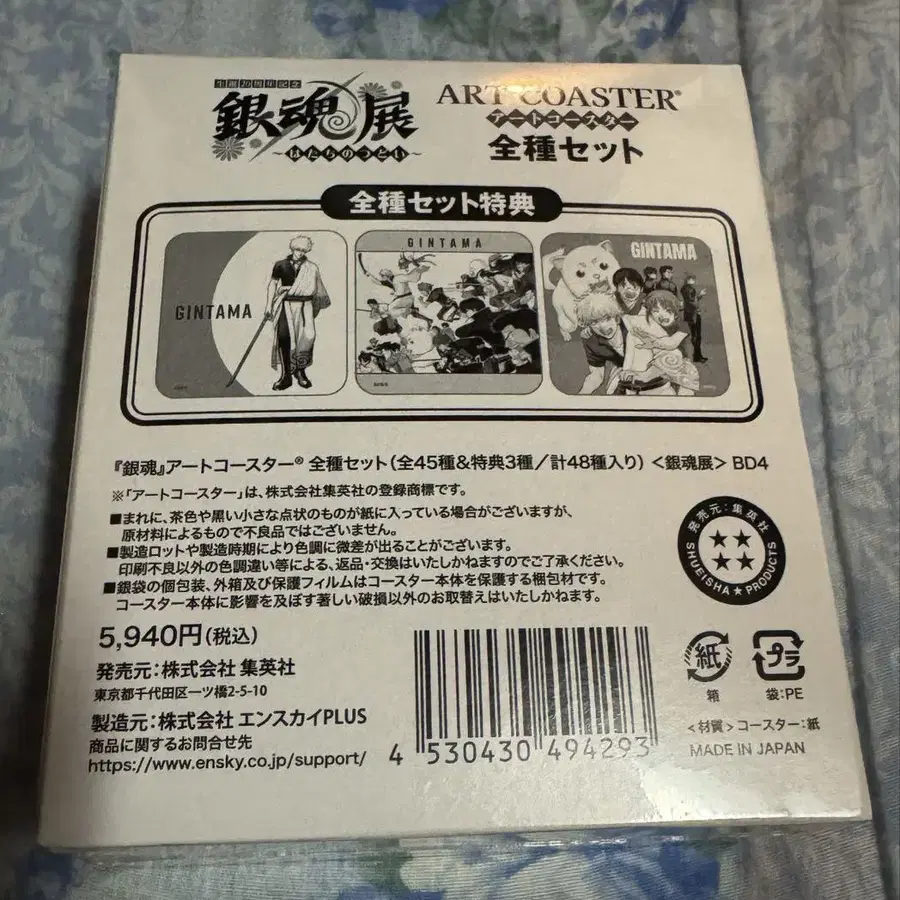 生誕20周年記念
銀魂展
～はたちのつどい～
ART COASTER®
アートコースター
全種セット
全種セット特典
GINTAMA
GINTAMA
GINTAMA
『銀魂』アートコースター® 全種セット(全45種&特典3種/計48種入り)<銀魂展> BD4
※「アートコースター」は、株式会社集英社の登録商標です。
■まれに、茶色や黒い小さな点状のものが紙に入っている場合がございますが、
原材料によるもので不良品ではございません。
■製造ロットや製造時期により色調に微差が出ることがございます。
印刷不良以外の色調違い等による、返品・交換はいたしかねますのでご了承ください。
■銀袋の個包装、外箱及び保護フィルムはコースター本体を保護する梱包材です。
コースター本体に影響を及ぼす著しい破損以外のお取替えはいたしかねます。
発売元:集英社
SHUEISHA★PRODUCTS
5,940円(税込)
発売元:株式会社 集英社
東京都千代田区一ツ橋2-5-10
製造元:株式会社 エンスカイPLUS
商品に関するお問合せ先
https://www.ensky.co.jp/support/
4 530430 494293
紙
箱
プラ
袋:PE
<材質>コースター:紙
MADE IN JAPAN